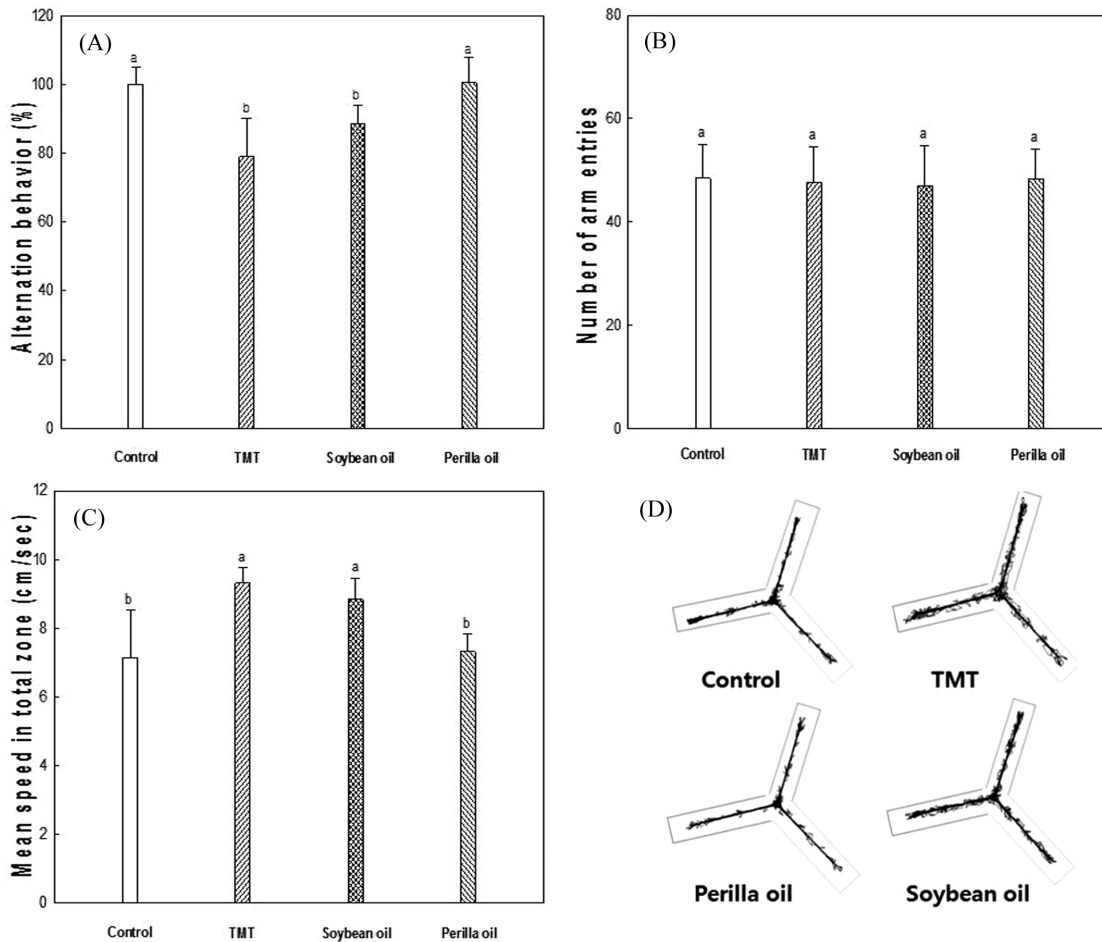 (A)
Alternation behavior (%)
120
100
80
60
40
20
0
a
b
b
a
Control TMT Soybean oil Perilla oil
(B)
Number of arm entries
80
60
40
20
0
a
a
a
a
Control TMT Soybean oil Perilla oil
(C)
Mean speed in total zone (cm/sec)
12
10
8
6
4
2
0
b
a
a
b
Control TMT Soybean oil Perilla oil
(D)
Control TMT
Perilla oil Soybean oil